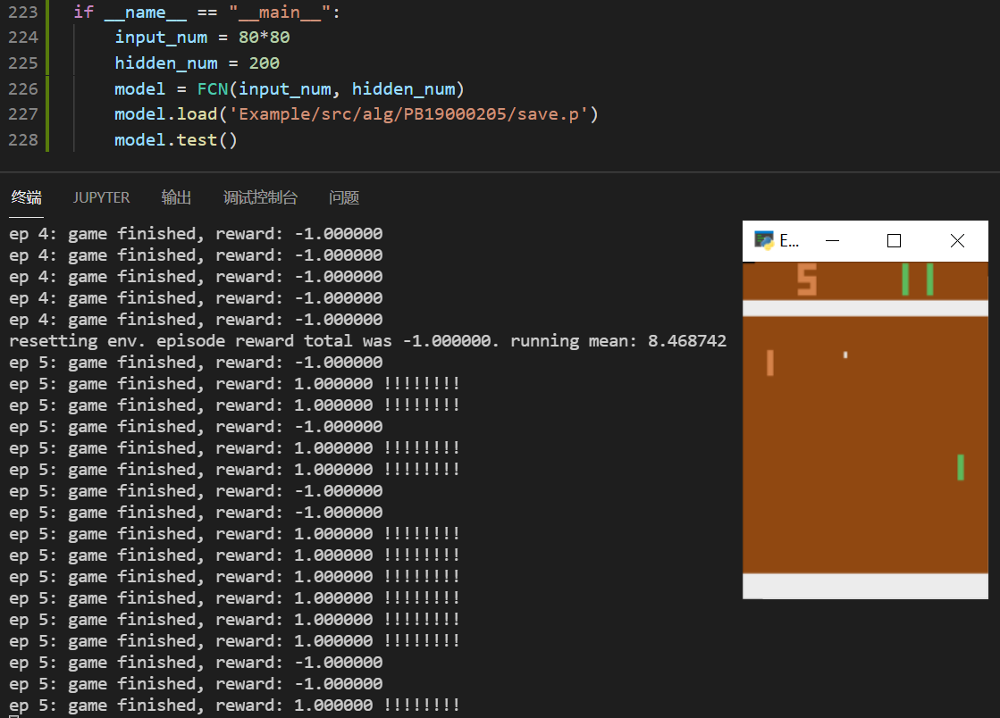 223 if __name__ == "__main__":
224 input_num = 80*80
225 hidden_num = 200
226 model = FCN(input_num, hidden_num)
227 model.load('Example/src/alg/PB19000205/save.p')
228 model.test()
终端 JUPYTER 输出 调试控制台 问题
ep 4: game finished, reward: -1.000000
ep 4: game finished, reward: -1.000000
ep 4: game finished, reward: -1.000000
ep 4: game finished, reward: -1.000000
ep 4: game finished, reward: -1.000000
resetting env. episode reward total was -1.000000. running mean: 8.468742
ep 5: game finished, reward: -1.000000
ep 5: game finished, reward: 1.000000 !!!!!!!!
ep 5: game finished, reward: 1.000000 !!!!!!!!
ep 5: game finished, reward: -1.000000
ep 5: game finished, reward: 1.000000 !!!!!!!!
ep 5: game finished, reward: 1.000000 !!!!!!!!
ep 5: game finished, reward: -1.000000
ep 5: game finished, reward: -1.000000
ep 5: game finished, reward: 1.000000 !!!!!!!!
ep 5: game finished, reward: 1.000000 !!!!!!!!
ep 5: game finished, reward: 1.000000 !!!!!!!!
ep 5: game finished, reward: 1.000000 !!!!!!!!
ep 5: game finished, reward: 1.000000 !!!!!!!!
ep 5: game finished, reward: 1.000000 !!!!!!!!
ep 5: game finished, reward: -1.000000
ep 5: game finished, reward: -1.000000
ep 5: game finished, reward: 1.000000 !!!!!!!!
E...
5 11